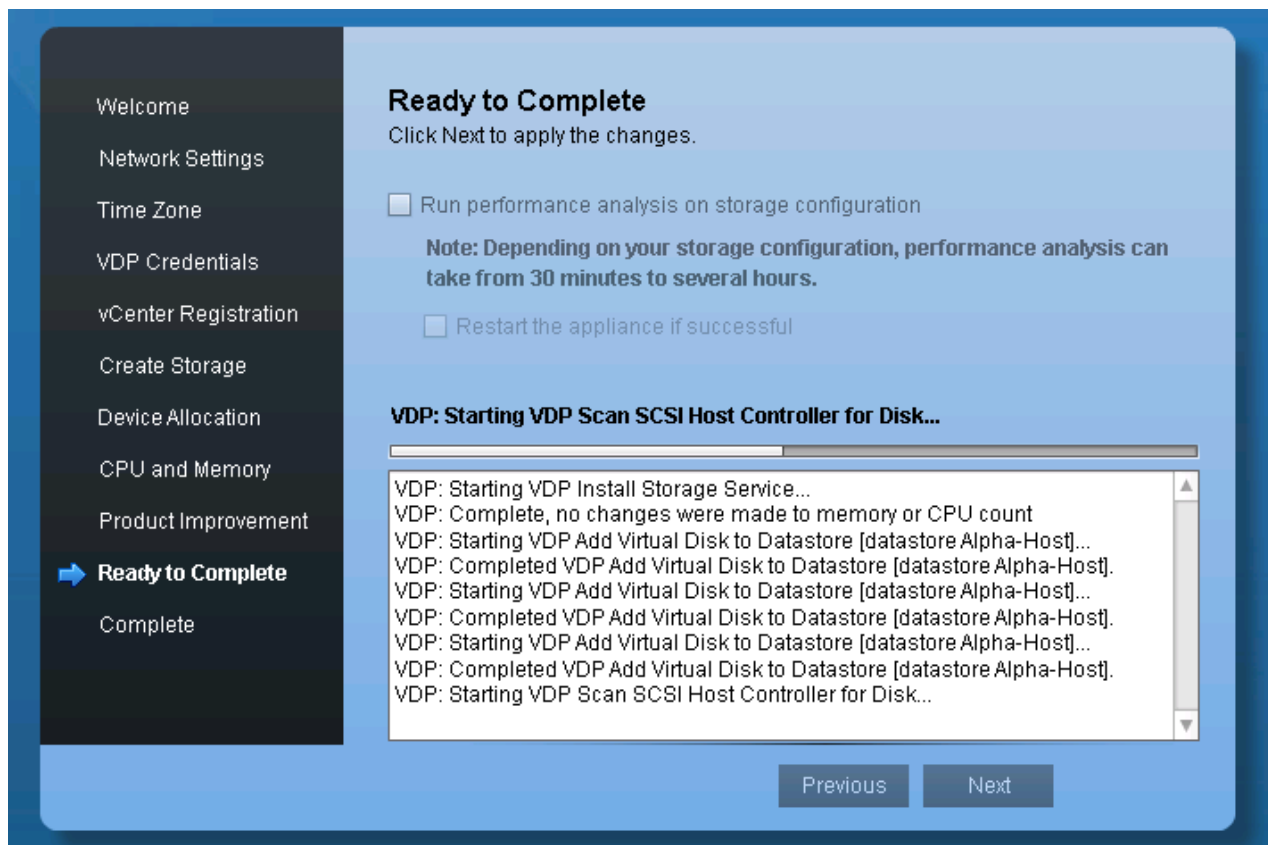 Welcome
Network Settings
Time Zone
VDP Credentials
vCenter Registration
Create Storage
Device Allocation
CPU and Memory
Product Improvement
Ready to Complete
Complete
Ready to Complete
Click Next to apply the changes.
Run performance analysis on storage configuration
Note: Depending on your storage configuration, performance analysis can
take from 30 minutes to several hours.
Restart the appliance if successful
VDP: Starting VDP Scan SCSI Host Controller for Disk...
VDP: Starting VDP Install Storage Service...
VDP: Complete, no changes were made to memory or CPU count
VDP: Starting VDP Add Virtual Disk to Datastore [datastore Alpha-Host]...
VDP: Completed VDP Add Virtual Disk to Datastore [datastore Alpha-Host].
VDP: Starting VDP Add Virtual Disk to Datastore [datastore Alpha-Host]...
VDP: Completed VDP Add Virtual Disk to Datastore [datastore Alpha-Host].
VDP: Starting VDP Add Virtual Disk to Datastore [datastore Alpha-Host]...
VDP: Completed VDP Add Virtual Disk to Datastore [datastore Alpha-Host].
VDP: Starting VDP Scan SCSI Host Controller for Disk...
Previous
Next